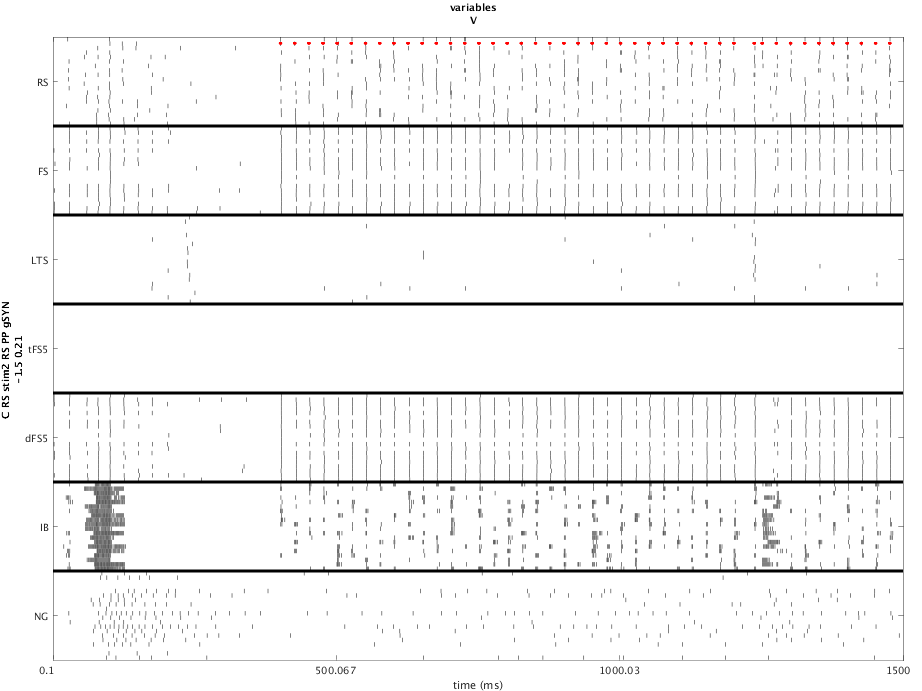 variables
V
RS
FS
LTS
tFS5
dFS5
IB
NG
C RS stim2 RS PP gSYN
-1.5 0.21
0.1
500.067
1000.03
1500
time (ms)